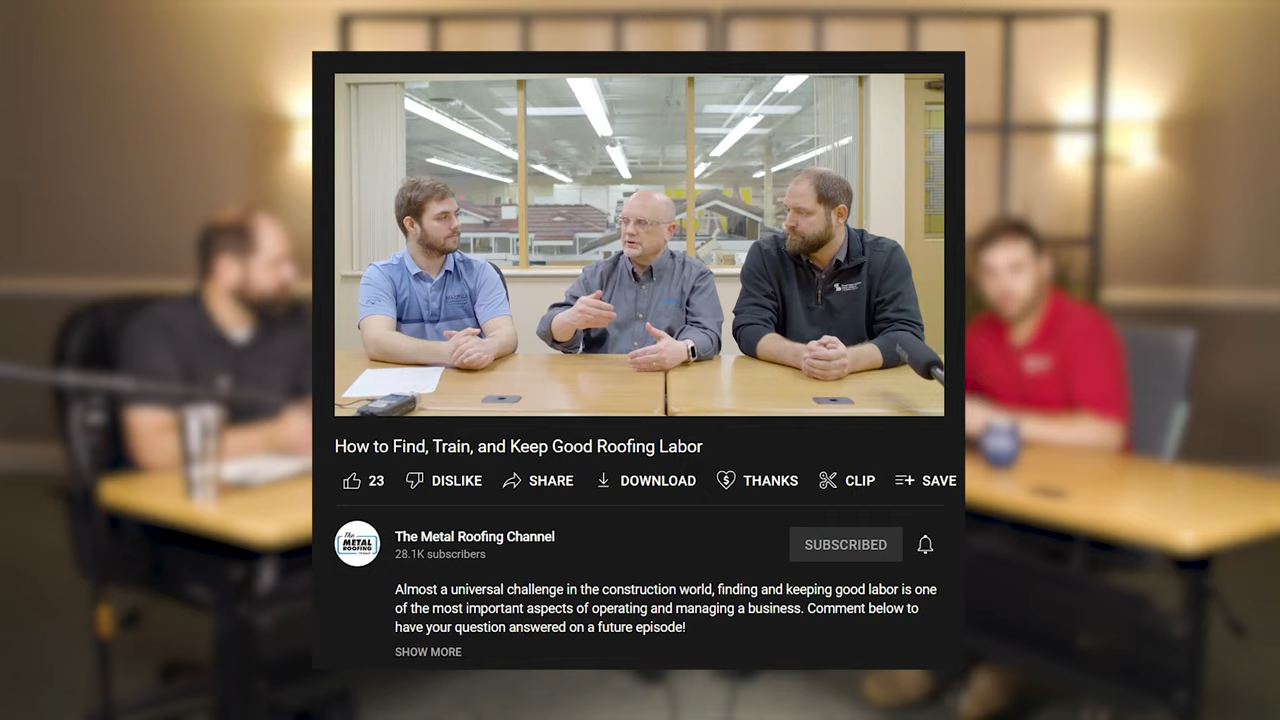 How to Find, Train, and Keep Good Roofing Labor
23 DISLIKE SHARE DOWNLOAD THANKS CLIP SAVE
The
METAL
ROOFING
The Metal Roofing Channel
28.1K subscribers
SUBSCRIBED
Almost a universal challenge in the construction world, finding and keeping good labor is one
of the most important aspects of operating and managing a business. Comment below to
have your question answered on a future episode!
SHOW MORE